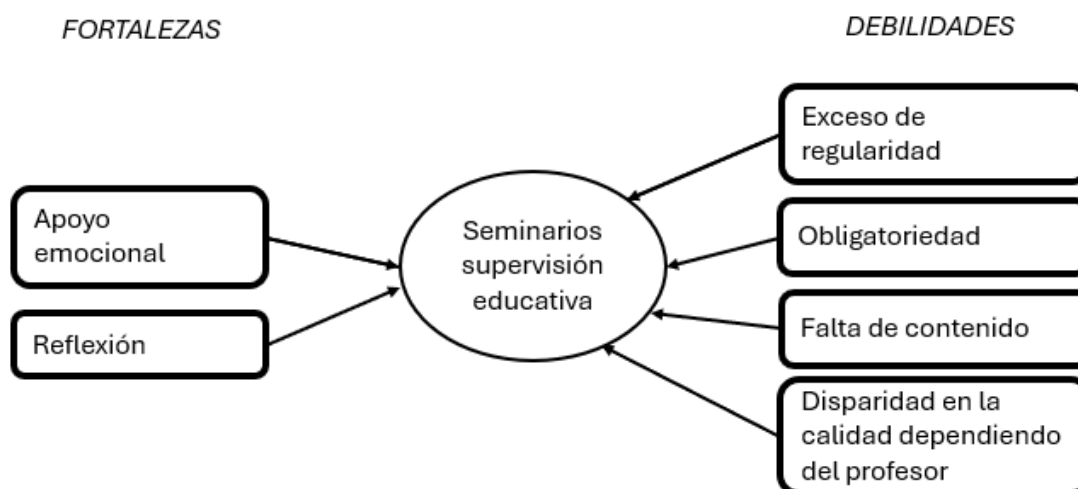 FORTALEZAS
DEBILIDADES
Apoyo
emocional
Reflexión
Seminarios
supervisión
educativa
Exceso de
regularidad
Obligatoriedad
Falta de contenido
Disparidad en la
calidad dependiendo
del profesor